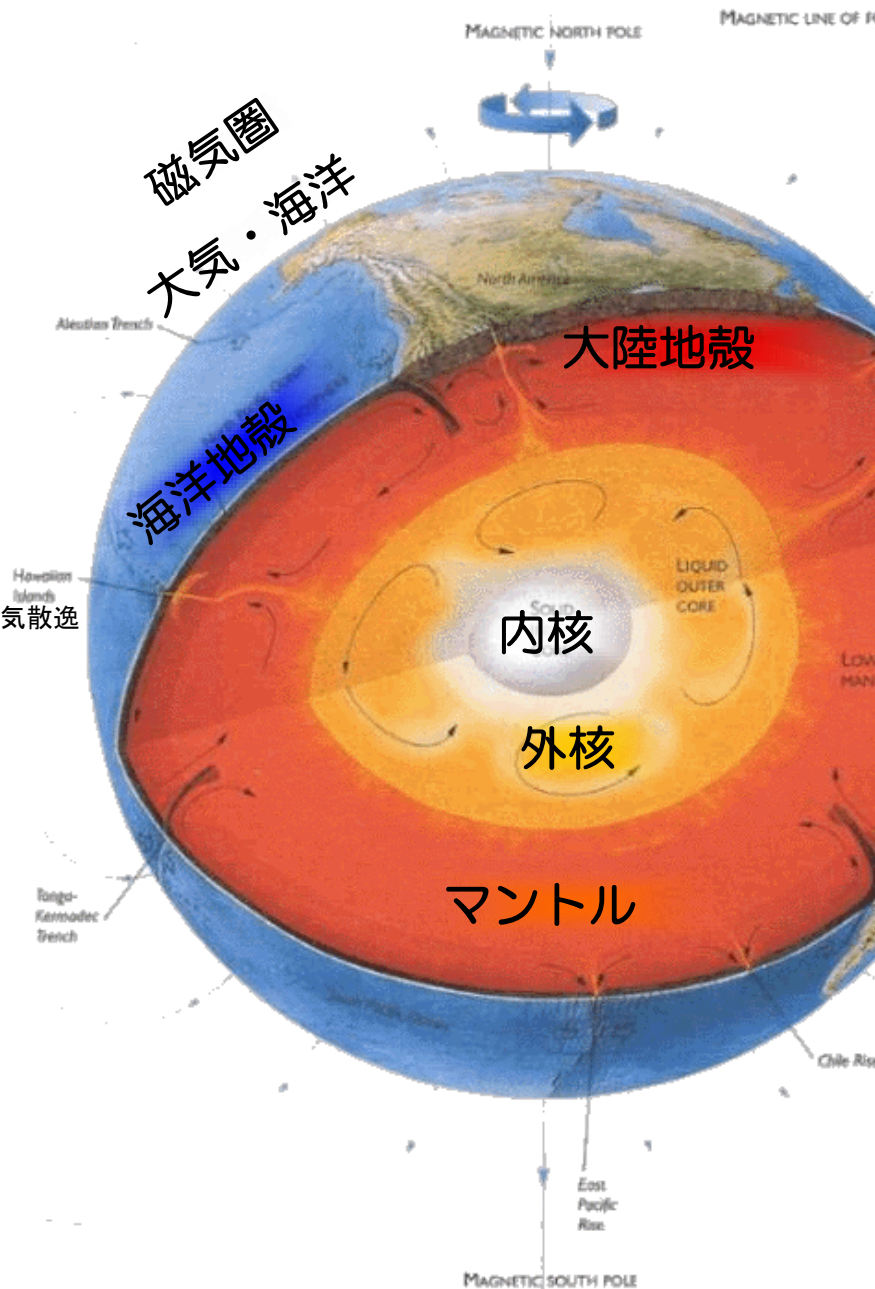 MAGNETIC NORTH POLE
MAGNETIC LINE OF
磁気圏
大気・海洋
North America
Aleutian Trench
大陸地殻
海洋地殻
LIQUID
OUTER
CORE
Hawaiian
Islands
気散逸
SOLID
内核
外核
マントル
Tonga-
Kermadec
Trench
Chile
East
Pacific
Rise
MAGNETIC SOUTH POLE